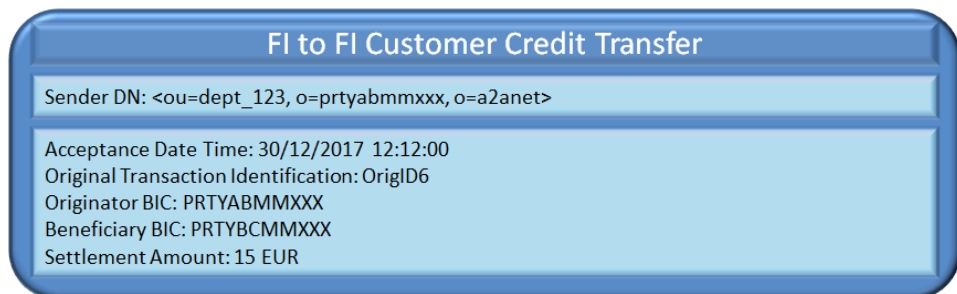 FI to FI Customer Credit Transfer
Sender DN: <ou=dept_123, o=prtyabmmxxx, o=a2anet>
Acceptance Date Time: 30/12/2017 12:12:00
Original Transaction Identification: OrigID6
Originator BIC: PRTYABMMXXX
Beneficiary BIC: PRTYBCMMXXX
Settlement Amount: 15 EUR